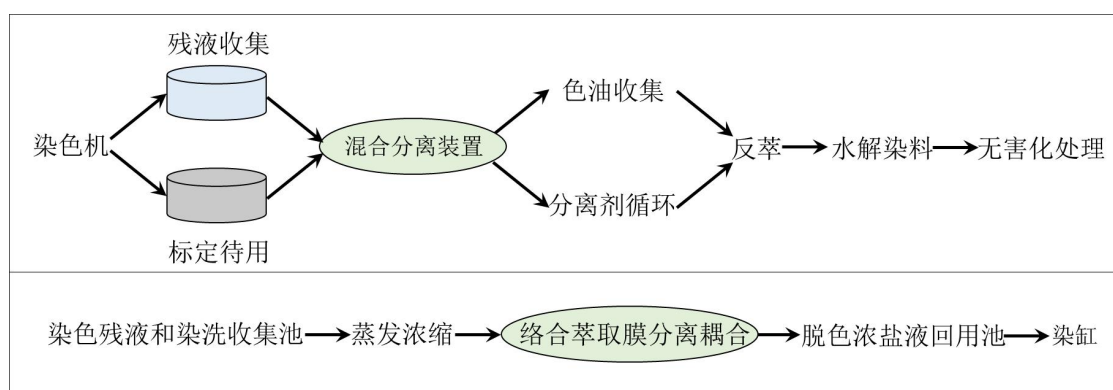 残液收集
染色机
标定待用
混合分离装置
色油收集
分离剂循环
反萃
水解染料
无害化处理
染色残液和染洗收集池
蒸发浓缩
络合萃取膜分离耦合
脱色浓盐液回用池
染缸